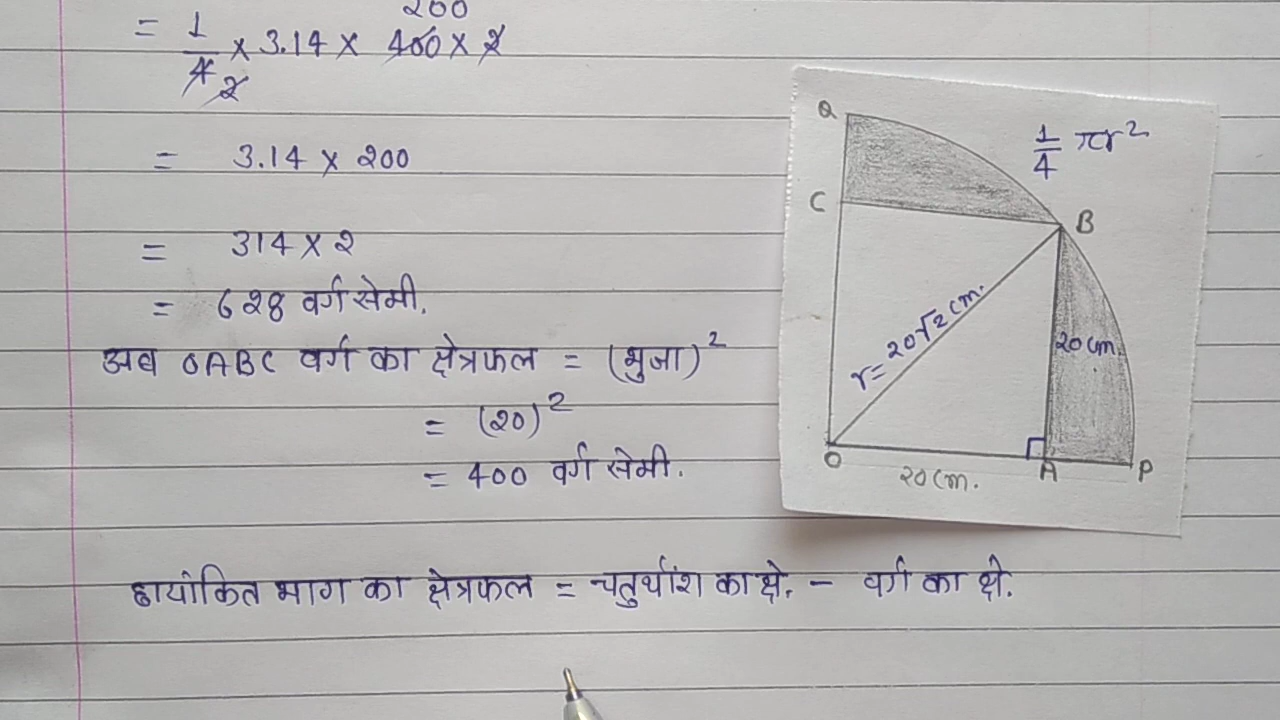 200
= 1/4 × 3.14 × 400 × 2
2
= 3.14 × 200
= 314 × 2
= 628 वर्ग सेमी.
अब OABC वर्ग का क्षेत्रफल = (भुजा)²
= (20)²
= 400 वर्ग सेमी.
छायांकित भाग का क्षेत्रफल = चतुर्थांश का क्षे. - वर्ग का क्षे.
Q
1/4 πr²
C
B
r = 20√2 cm.
20 cm.
O
A
P
20 cm.